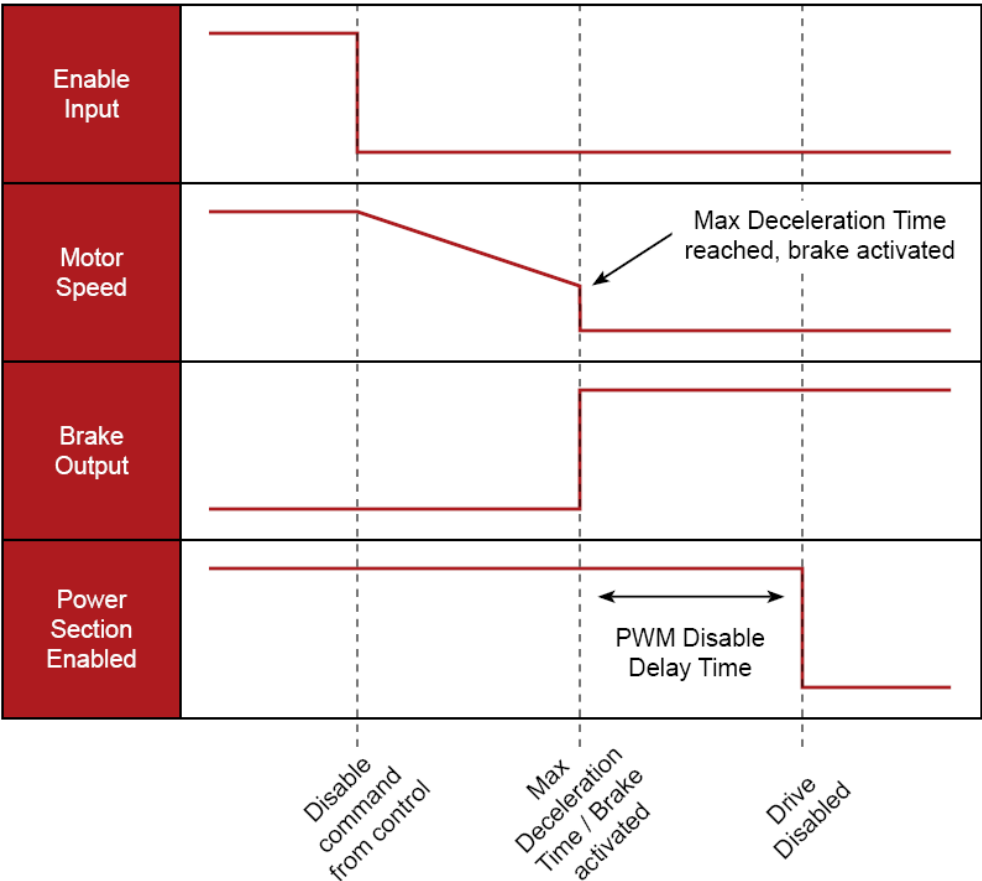 Enable
Input
Motor
Speed
Max Deceleration Time
reached, brake activated
Brake
Output
Power
Section
Enabled
PWM Disable
Delay Time
Disable
command
from control
Max
Deceleration
Time / Brake
activated
Drive
Disabled